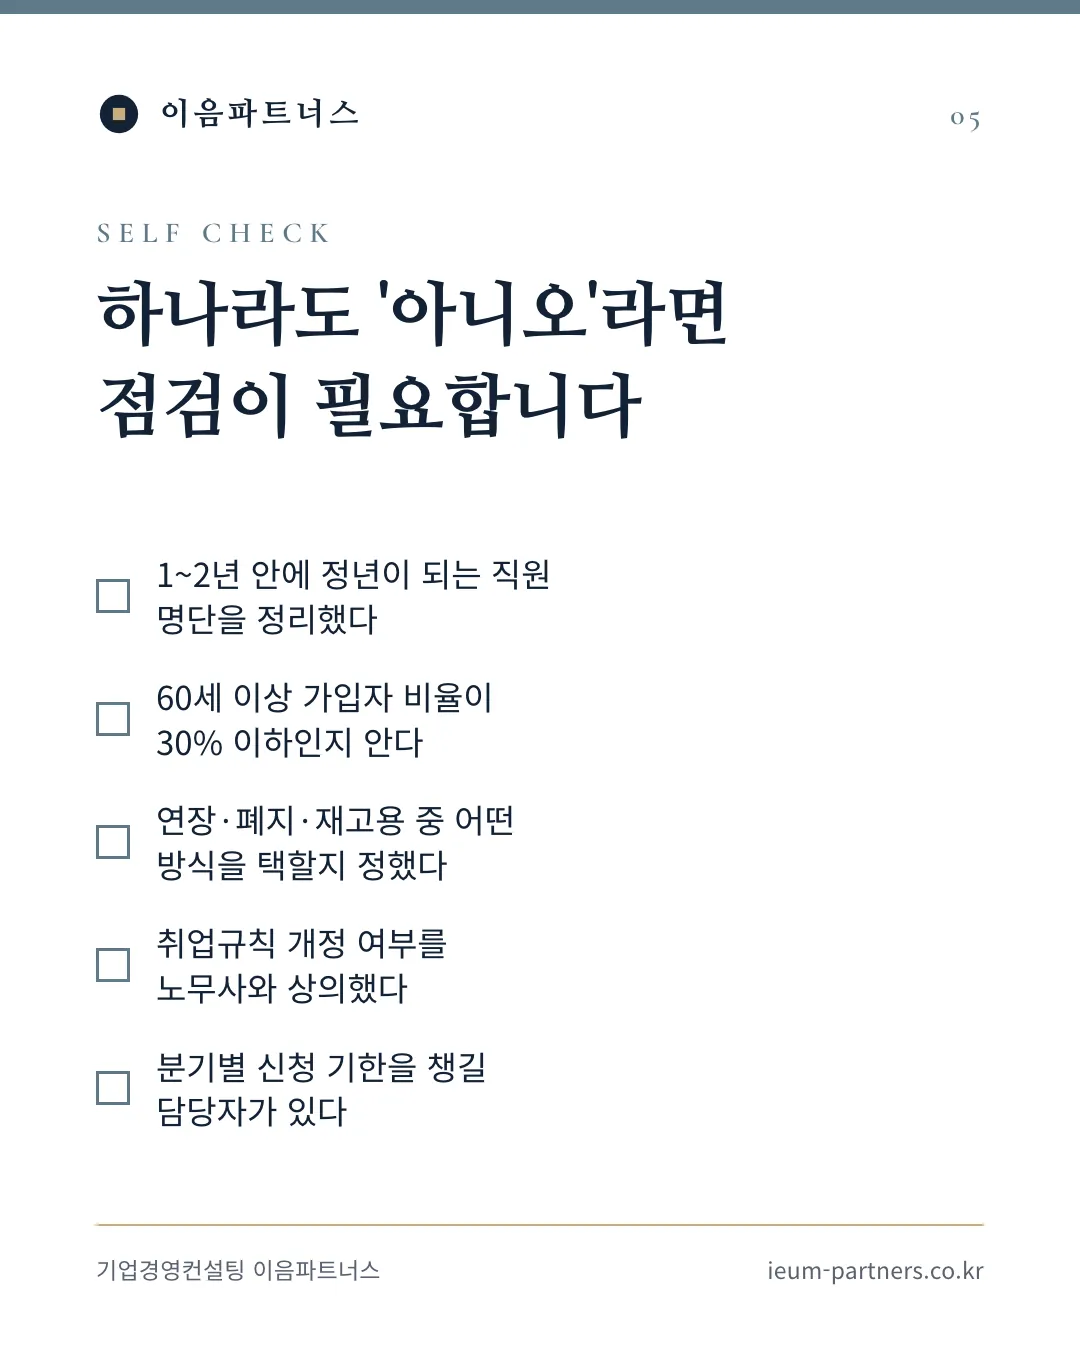 이음파트너스
05
SELF CHECK
하나라도 '아니오'라면
점검이 필요합니다
1~2년 안에 정년이 되는 직원
명단을 정리했다
60세 이상 가입자 비율이
30% 이하인지 안다
연장·폐지·재고용 중 어떤
방식을 택할지 정했다
취업규칙 개정 여부를
노무사와 상의했다
분기별 신청 기한을 챙길
담당자가 있다
기업경영컨설팅 이음파트너스
ieum-partners.co.kr